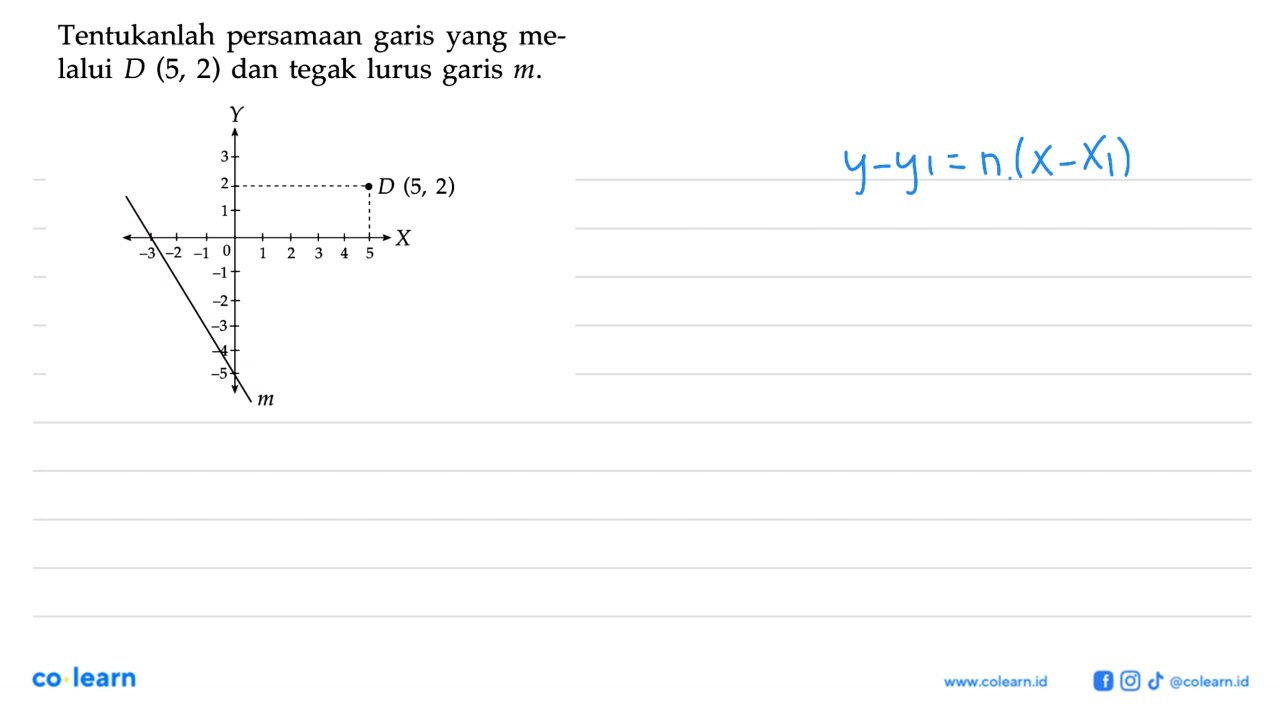 Tentukanlah persamaan garis yang me-
lalui D (5, 2) dan tegak lurus garis m.
Y
3
2
D (5, 2)
1
X
–3 –2 –1 0 1 2 3 4 5
–1
–2
–3
–4
–5
m
y-y1 = n.(x-x1)
co learn
www.colearn.id
@colearn.id